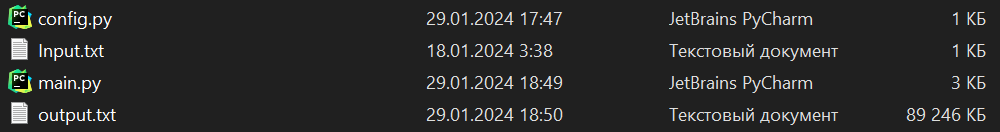 config.py 29.01.2024 17:47 JetBrains PyCharm 1 КБ
Input.txt 18.01.2024 3:38 Текстовый документ 1 КБ
main.py 29.01.2024 18:49 JetBrains PyCharm 3 КБ
output.txt 29.01.2024 18:50 Текстовый документ 89 246 КБ